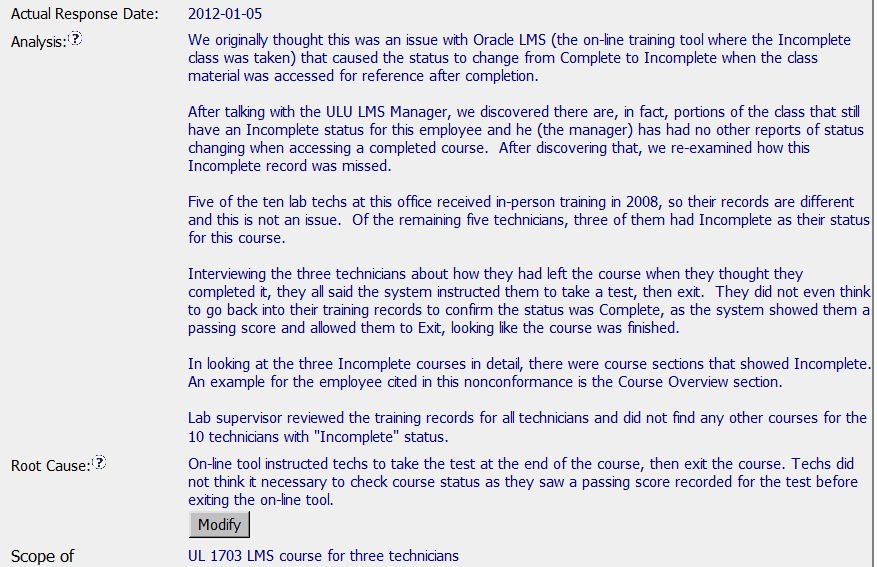 Actual Response Date: 2012-01-05
Analysis:? We originally thought this was an issue with Oracle LMS (the on-line training tool where the Incomplete
class was taken) that caused the status to change from Complete to Incomplete when the class
material was accessed for reference after completion.
After talking with the ULU LMS Manager, we discovered there are, in fact, portions of the class that still
have an Incomplete status for this employee and he (the manager) has had no other reports of status
changing when accessing a completed course.  After discovering that, we re-examined how this
Incomplete record was missed.
Five of the ten lab techs at this office received in-person training in 2008, so their records are different
and this is not an issue.  Of the remaining five technicians, three of them had Incomplete as their status
for this course.
Interviewing the three technicians about how they had left the course when they thought they
completed it, they all said the system instructed them to take a test, then exit.  They did not even think
to go back into their training records to confirm the status was Complete, as the system showed them a
passing score and allowed them to Exit, looking like the course was finished.
In looking at the three Incomplete courses in detail, there were course sections that showed Incomplete.
An example for the employee cited in this nonconformance is the Course Overview section.
Lab supervisor reviewed the training records for all technicians and did not find any other courses for the
10 technicians with "Incomplete" status.
Root Cause:? On-line tool instructed techs to take the test at the end of the course, then exit the course. Techs did
not think it necessary to check course status as they saw a passing score recorded for the test before
exiting the on-line tool.
Modify
Scope of UL 1703 LMS course for three technicians